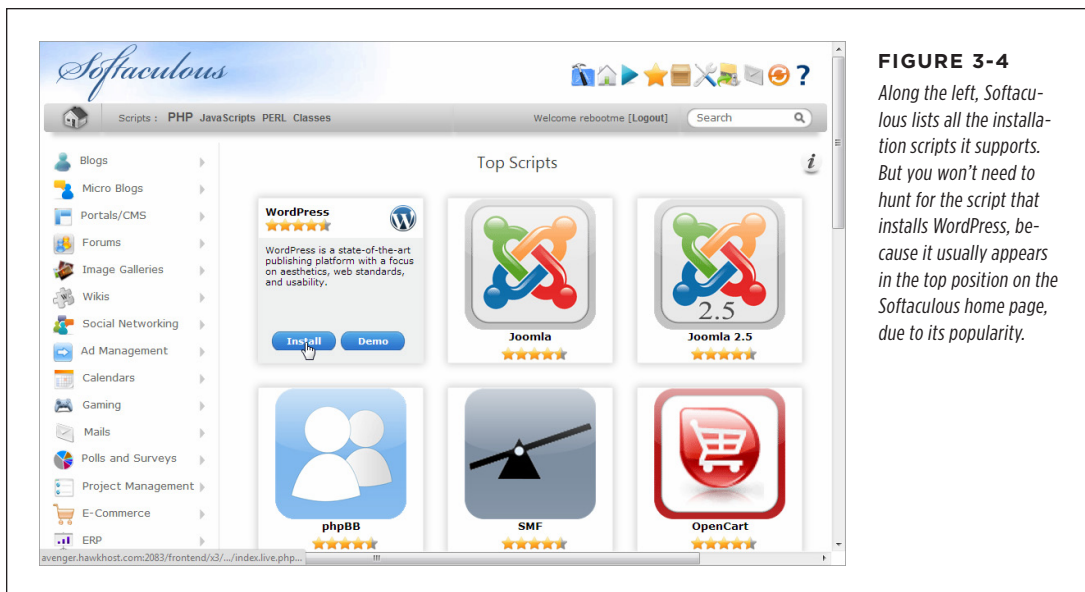 Softaculous
?
Scripts : PHP JavaScripts PERL Classes
Welcome rebootme [Logout]
Search
Blogs
Micro Blogs
Portals/CMS
Forums
Image Galleries
Wikis
Social Networking
Ad Management
Calendars
Gaming
Mails
Polls and Surveys
Project Management
E-Commerce
ERP
Top Scripts
i
WordPress
W
WordPress is a state-of-the-art
publishing platform with a focus
on aesthetics, web standards,
and usability.
Install
Demo
Joomla
2.5
Joomla 2.5
phpBB
SMF
OpenCart
avenger.hawkhost.com:2083/frontend/x3/.../index.live.php...
FIGURE 3-4
Along the left, Softacu-
lous lists all the installa-
tion scripts it supports.
But you won’t need to
hunt for the script that
installs WordPress, be-
cause it usually appears
in the top position on the
Softaculous home page,
due to its popularity.